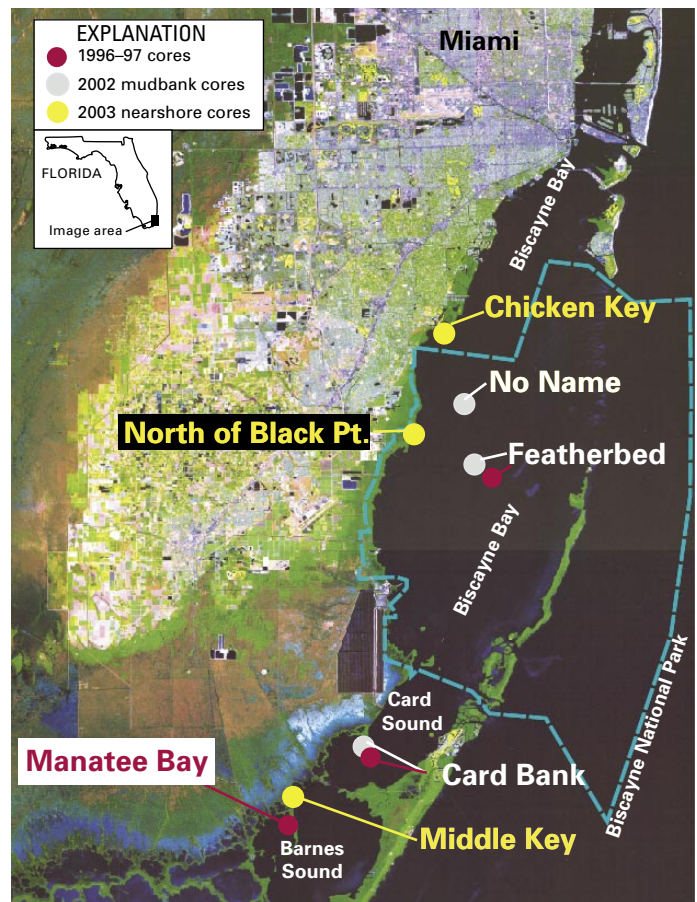 EXPLANATION
1996–97 cores
2002 mudbank cores
2003 nearshore cores
FLORIDA
Image area
Miami
Biscayne Bay
Chicken Key
No Name
North of Black Pt.
Featherbed
Biscayne Bay
Card
Sound
Manatee Bay
Card Bank
Biscayne National Park
Middle Key
Barnes
Sound